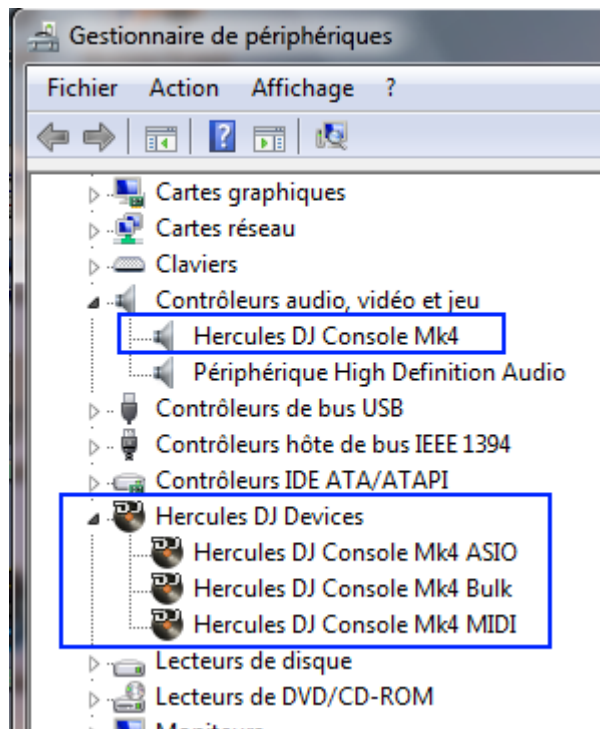 Gestionnaire de périphériques
Fichier Action Affichage ?
Cartes graphiques
Cartes réseau
Claviers
Contrôleurs audio, vidéo et jeu
Hercules DJ Console Mk4
Périphérique High Definition Audio
Contrôleurs de bus USB
Contrôleurs hôte de bus IEEE 1394
Contrôleurs IDE ATA/ATAPI
Hercules DJ Devices
Hercules DJ Console Mk4 ASIO
Hercules DJ Console Mk4 Bulk
Hercules DJ Console Mk4 MIDI
Lecteurs de disque
Lecteurs de DVD/CD-ROM